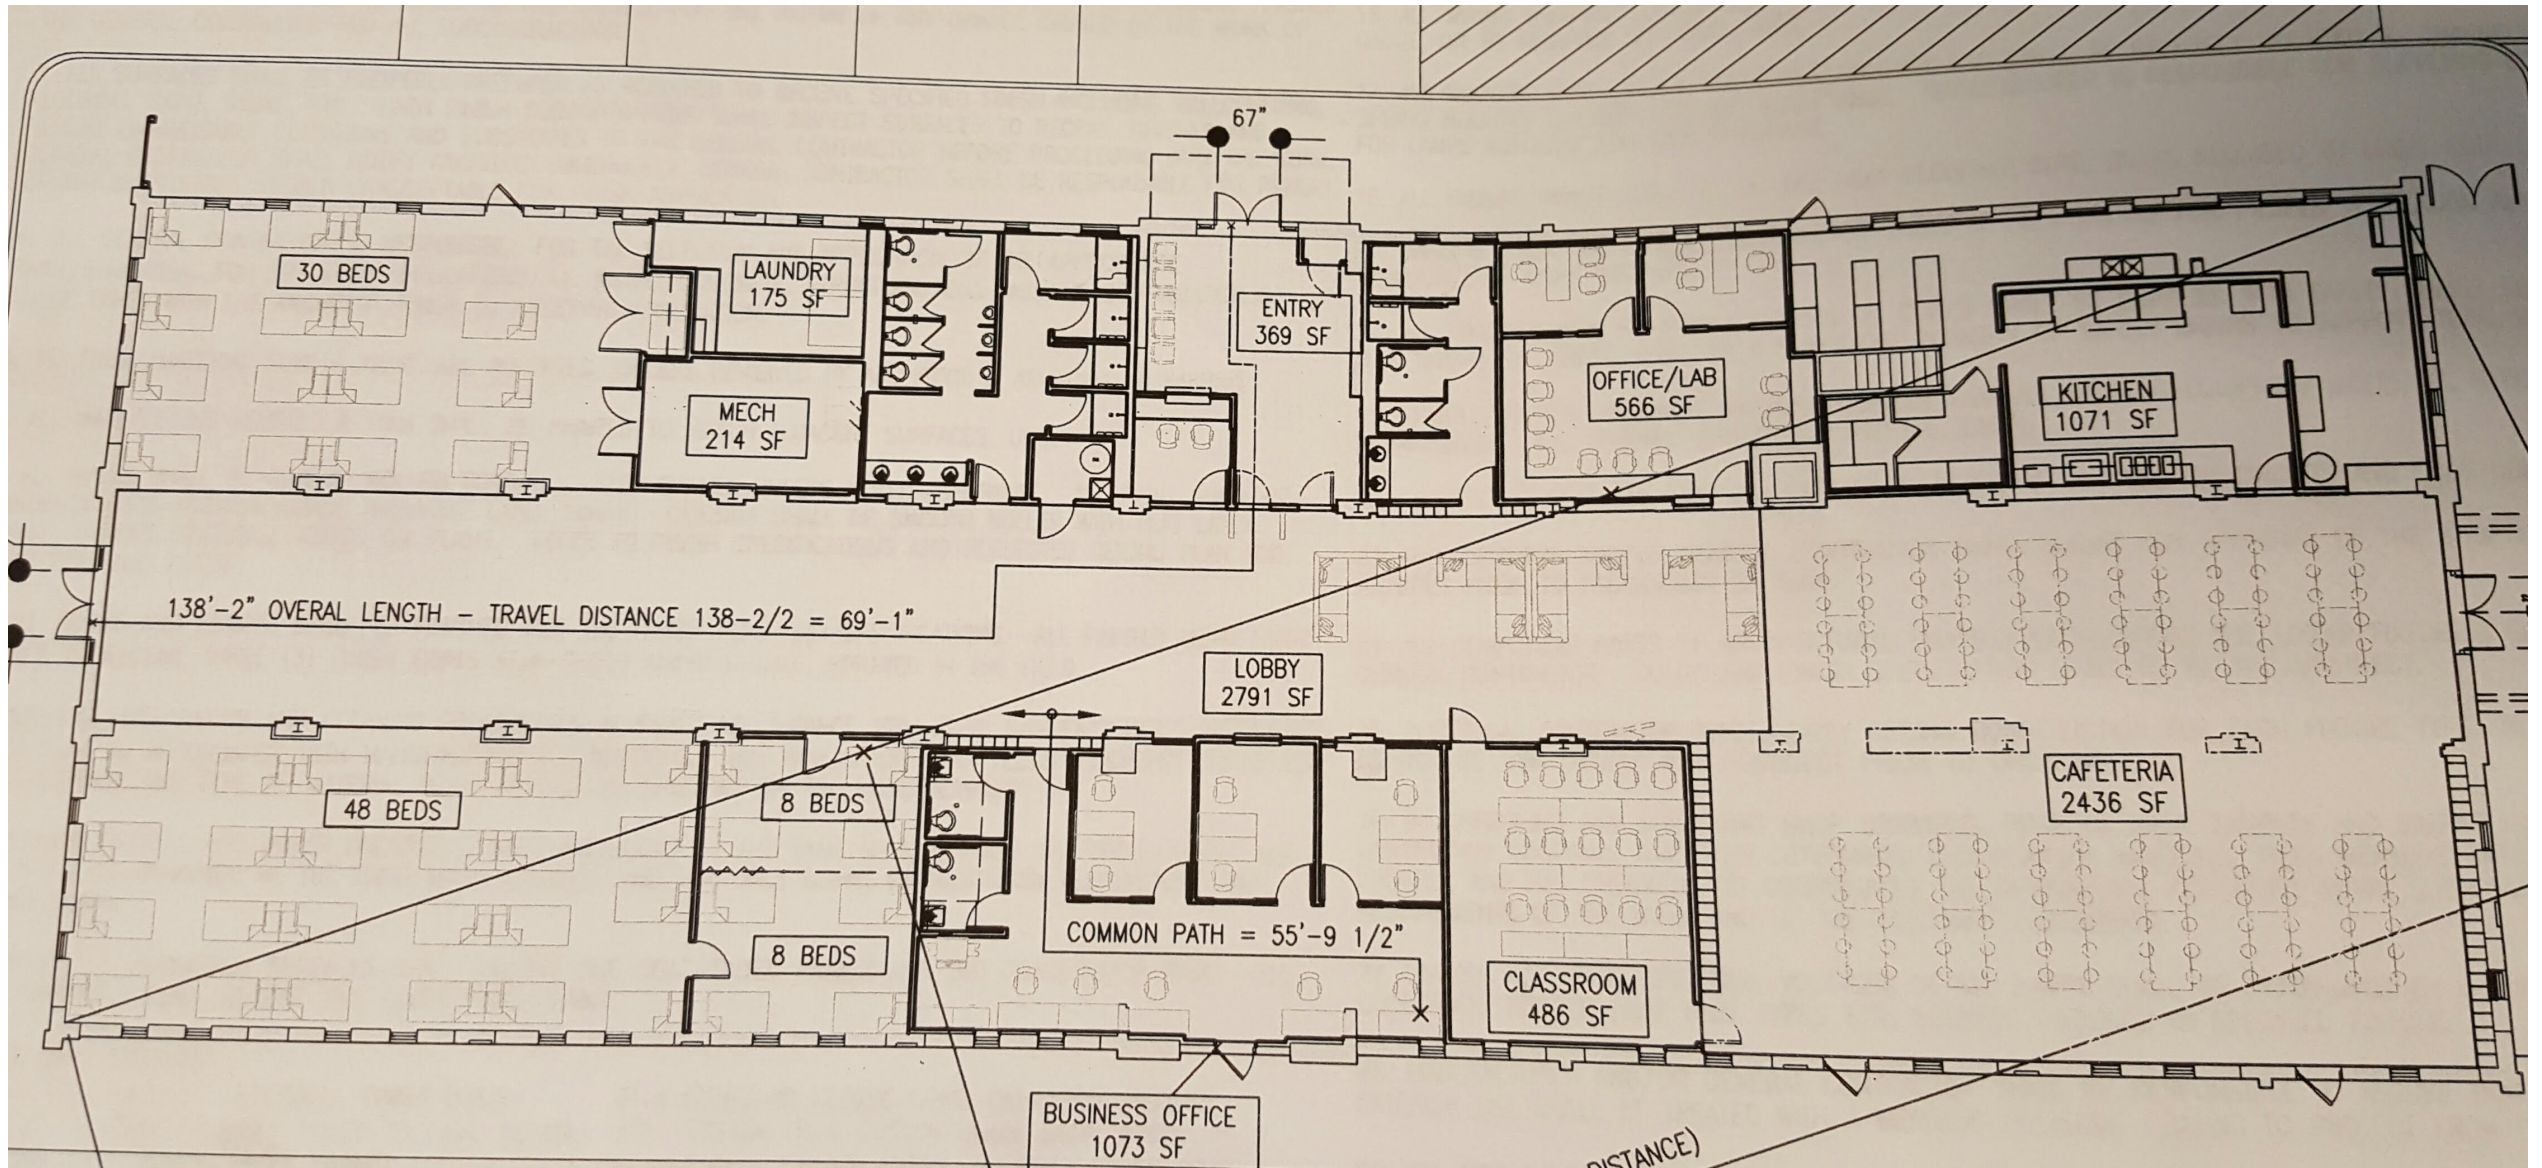 67"
30 BEDS
LAUNDRY
175 SF
ENTRY
369 SF
MECH
214 SF
OFFICE/LAB
566 SF
KITCHEN
1071 SF
138'-2" OVERAL LENGTH - TRAVEL DISTANCE 138-2/2 = 69'-1"
LOBBY
2791 SF
48 BEDS
8 BEDS
CAFETERIA
2436 SF
8 BEDS
COMMON PATH = 55'-9 1/2"
CLASSROOM
486 SF
BUSINESS OFFICE
1073 SF
DISTANCE)